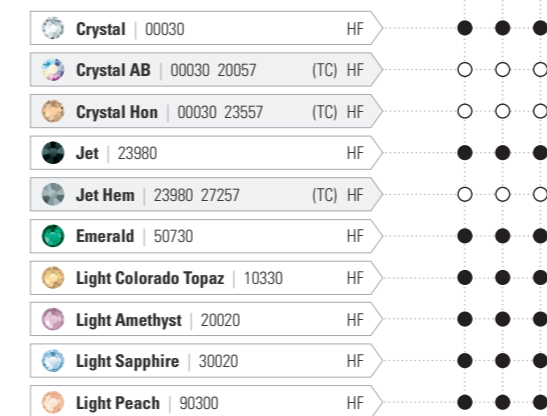 Crystal | 00030 HF
Crystal AB | 00030 20057 (TC) HF
Crystal Hon | 00030 23557 (TC) HF
Jet | 23980 HF
Jet Hem | 23980 27257 (TC) HF
Emerald | 50730 HF
Light Colorado Topaz | 10330 HF
Light Amethyst | 20020 HF
Light Sapphire | 30020 HF
Light Peach | 90300 HF